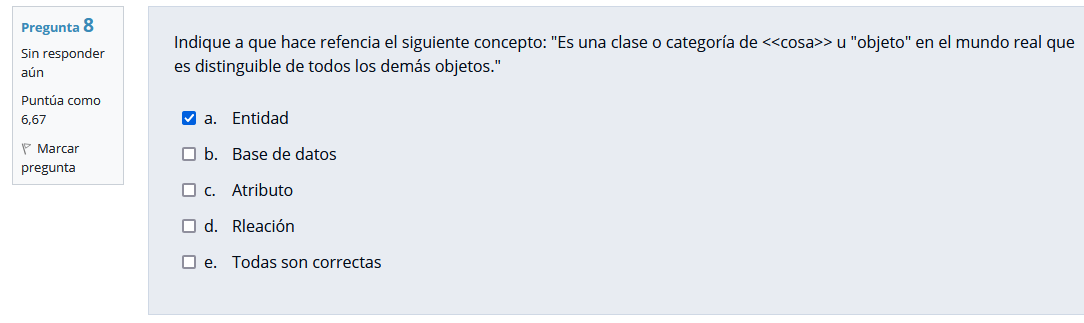 Pregunta 8
Sin responder
aún
Puntúa como
6,67
Marcar
pregunta
Indique a que hace refencia el siguiente concepto: "Es una clase o categoría de <<cosa>> u "objeto" en el mundo real que
es distinguible de todos los demás objetos."
a. Entidad
b. Base de datos
c. Atributo
d. Rleación
e. Todas son correctas